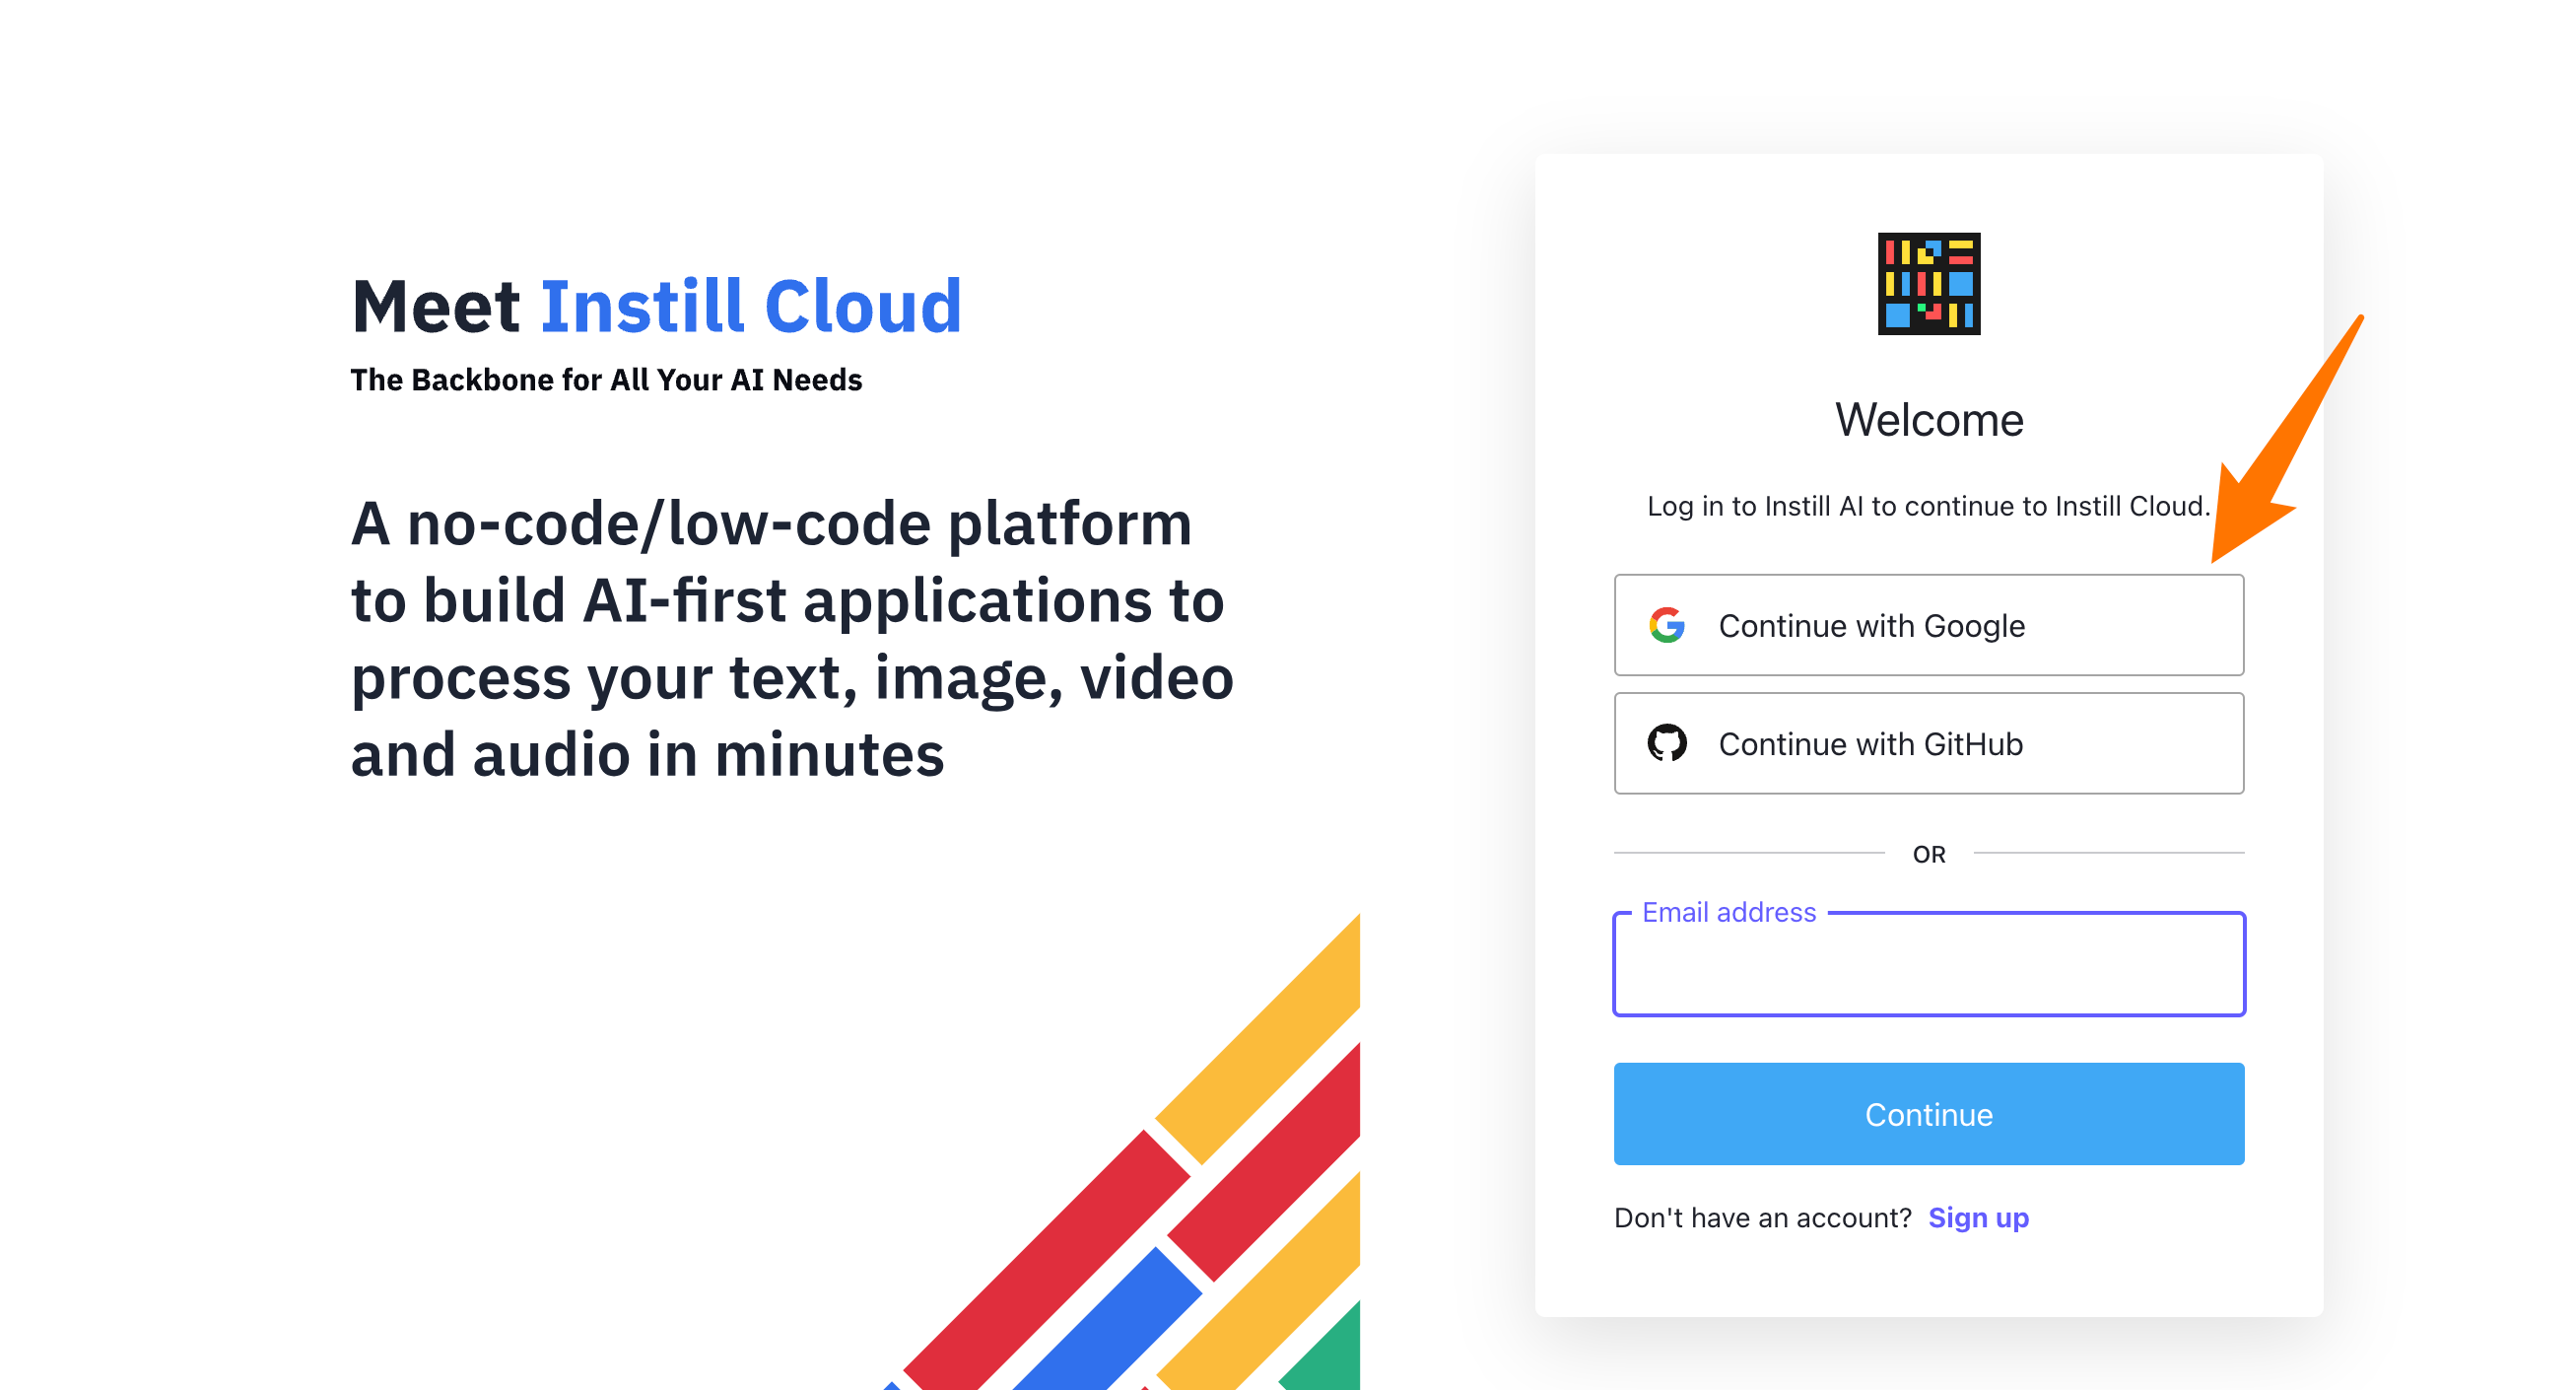 Meet Instill Cloud
The Backbone for All Your AI Needs
A no-code/low-code platform
to build AI-first applications to
process your text, image, video
and audio in minutes
Welcome
Log in to Instill AI to continue to Instill Cloud.
Continue with Google
Continue with GitHub
OR
Email address
Continue
Don't have an account? Sign up